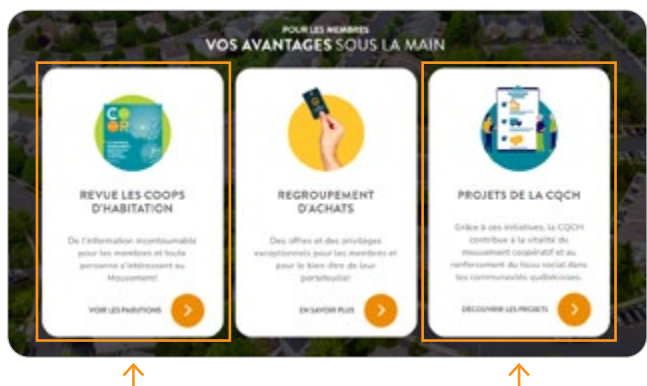 POUR LES MEMBRES
VOS AVANTAGES SOUS LA MAIN
CO
OR
REVUE LES COOPS
D'HABITATION
De l'information incontournable
pour les membres et toute
personne s'intéressant au
Mouvement!
VOIR LES PARUTIONS
REGROUPEMENT
D'ACHATS
Des offres et des privilèges
exceptionnels pour les membres et
pour le bien-être de leur
portefeuille!
EN SAVOIR PLUS
PROJETS DE LA CQCH
Grâce à ces initiatives, la CQCH
contribue à la vitalité du
mouvement coopératif et au
renforcement du tissu social dans
les communautés québécoises.
DÉCOUVRIR LES PROJETS